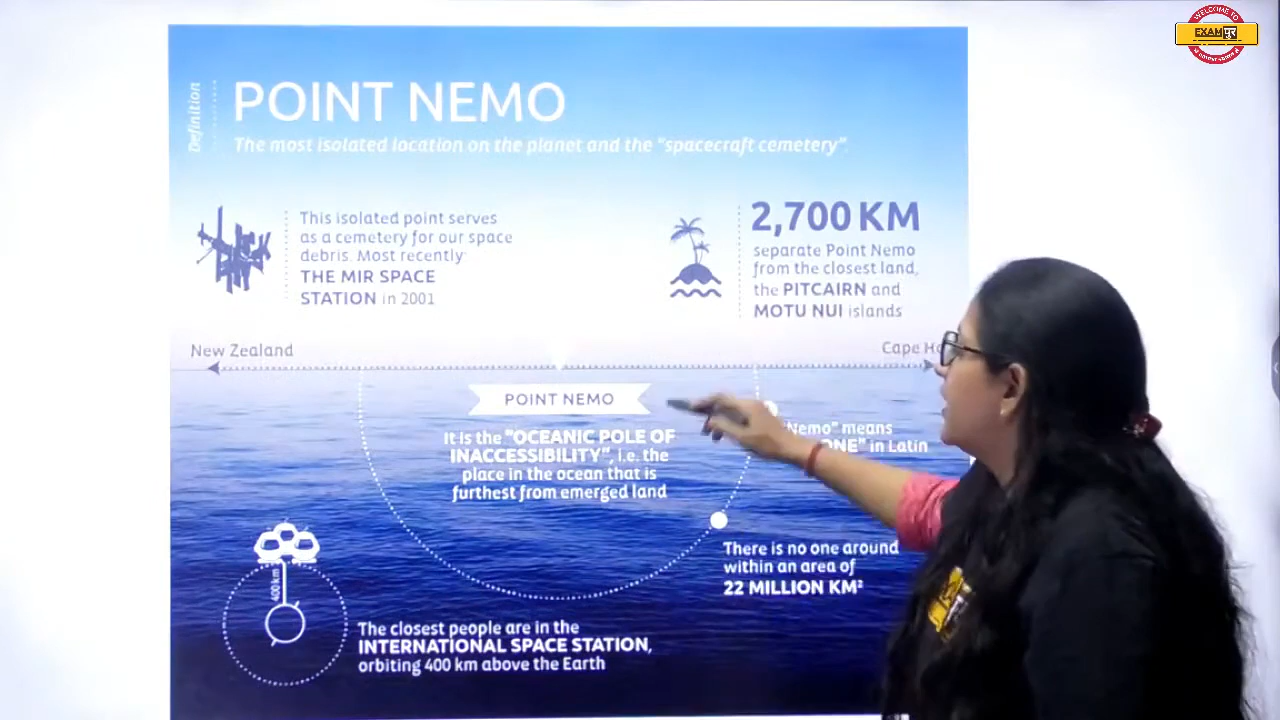 WELCOME TO
EXAM पुर
Definition
POINT NEMO
The most isolated location on the planet and the "spacecraft cemetery".
This isolated point serves
as a cemetery for our space
debris. Most recently:
THE MIR SPACE
STATION in 2001
2,700 KM
separate Point Nemo
from the closest land,
the PITCAIRN and
MOTU NUI islands
New Zealand
Cape
POINT NEMO
It is the "OCEANIC POLE OF
INACCESSIBILITY", i.e. the
place in the ocean that is
furthest from emerged land
"Nemo" means
ONE" in Latin
There is no one around
within an area of
22 MILLION KM²
400 km
The closest people are in the
INTERNATIONAL SPACE STATION,
orbiting 400 km above the Earth